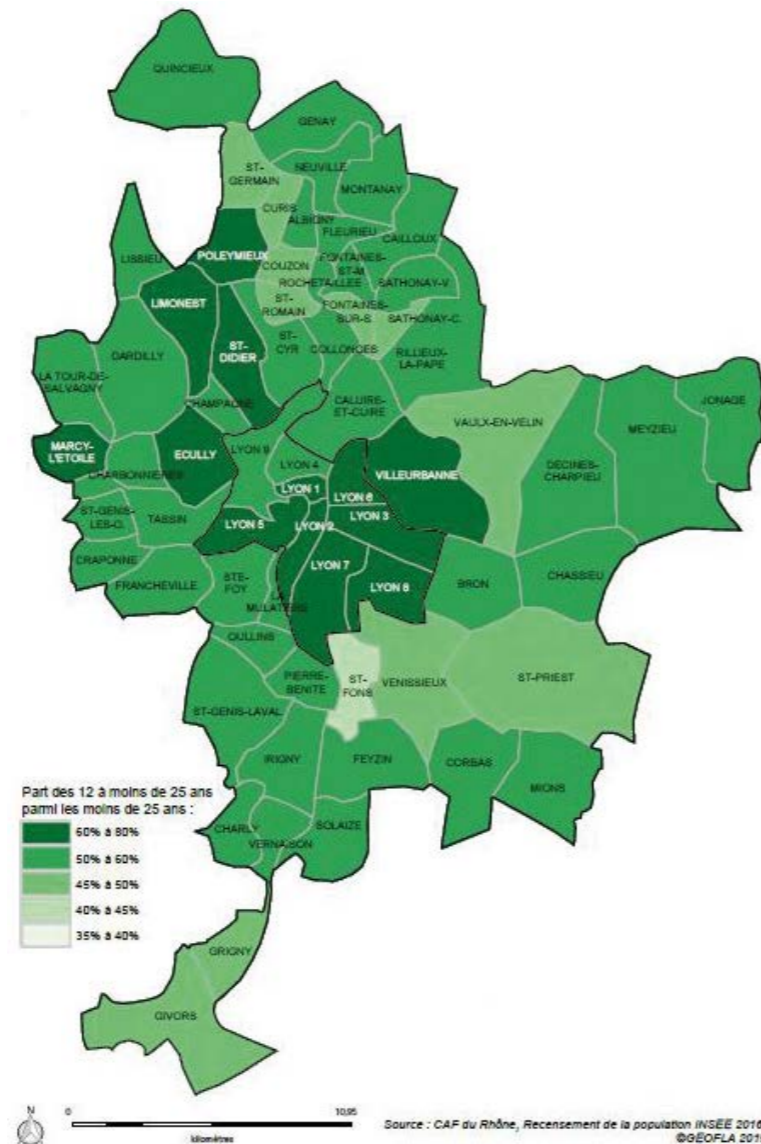 QUINCIEUX
GENAY
ST-
GERMAIN
NEUVILLE
MONTANAY
CURIS
ALBIGNY
FLEURIEU
CAILLOUX
POLEYMIEUX
LISSIEU
COUZON
FONTAINES-
ST-M.
ROCHETAILLEE
SATHONAY-V.
LIMONEST
ST-
ROMAIN
FONTAINES-
SUR-S.
SATHONAY-C.
ST-
DIDIER
ST-
CYR
COLLONGES
RILLIEUX-
LA-PAPE
DARDILLY
LA TOUR-DE-
SALVAGNY
CHAMPAGNE
CALUIRE-
ET-CUIRE
VAULX-EN-VELIN
MEYZIEU
JONAGE
MARCY-
L'ETOILE
ECULLY
LYON 9
CHARBONNIERES
LYON 4
VILLEURBANNE
DECINES-
CHARPIEU
LYON 1
LYON 6
ST-GENIS-
LES-O.
TASSIN
LYON 5
LYON 2
LYON 3
CRAPONNE
FRANCHEVILLE
STE-
FOY
LA
MULATIERE
LYON 7
LYON 8
BRON
CHASSIEU
OULLINS
PIERRE-
BENITE
ST-
FONS
VENISSIEUX
ST-PRIEST
ST-GENIS-LAVAL
IRIGNY
FEYZIN
CORBAS
MIONS
CHARLY
VERNAISON
SOLAIZE
GRIGNY
GIVORS
Part des 12 à moins de 25 ans
parmi les moins de 25 ans :
60% à 80%
50% à 60%
45% à 50%
40% à 45%
35% à 40%
N
0
10,95
kilomètres
Source : CAF du Rhône, Recensement de la population INSEE 2016
©GEOFLA 201